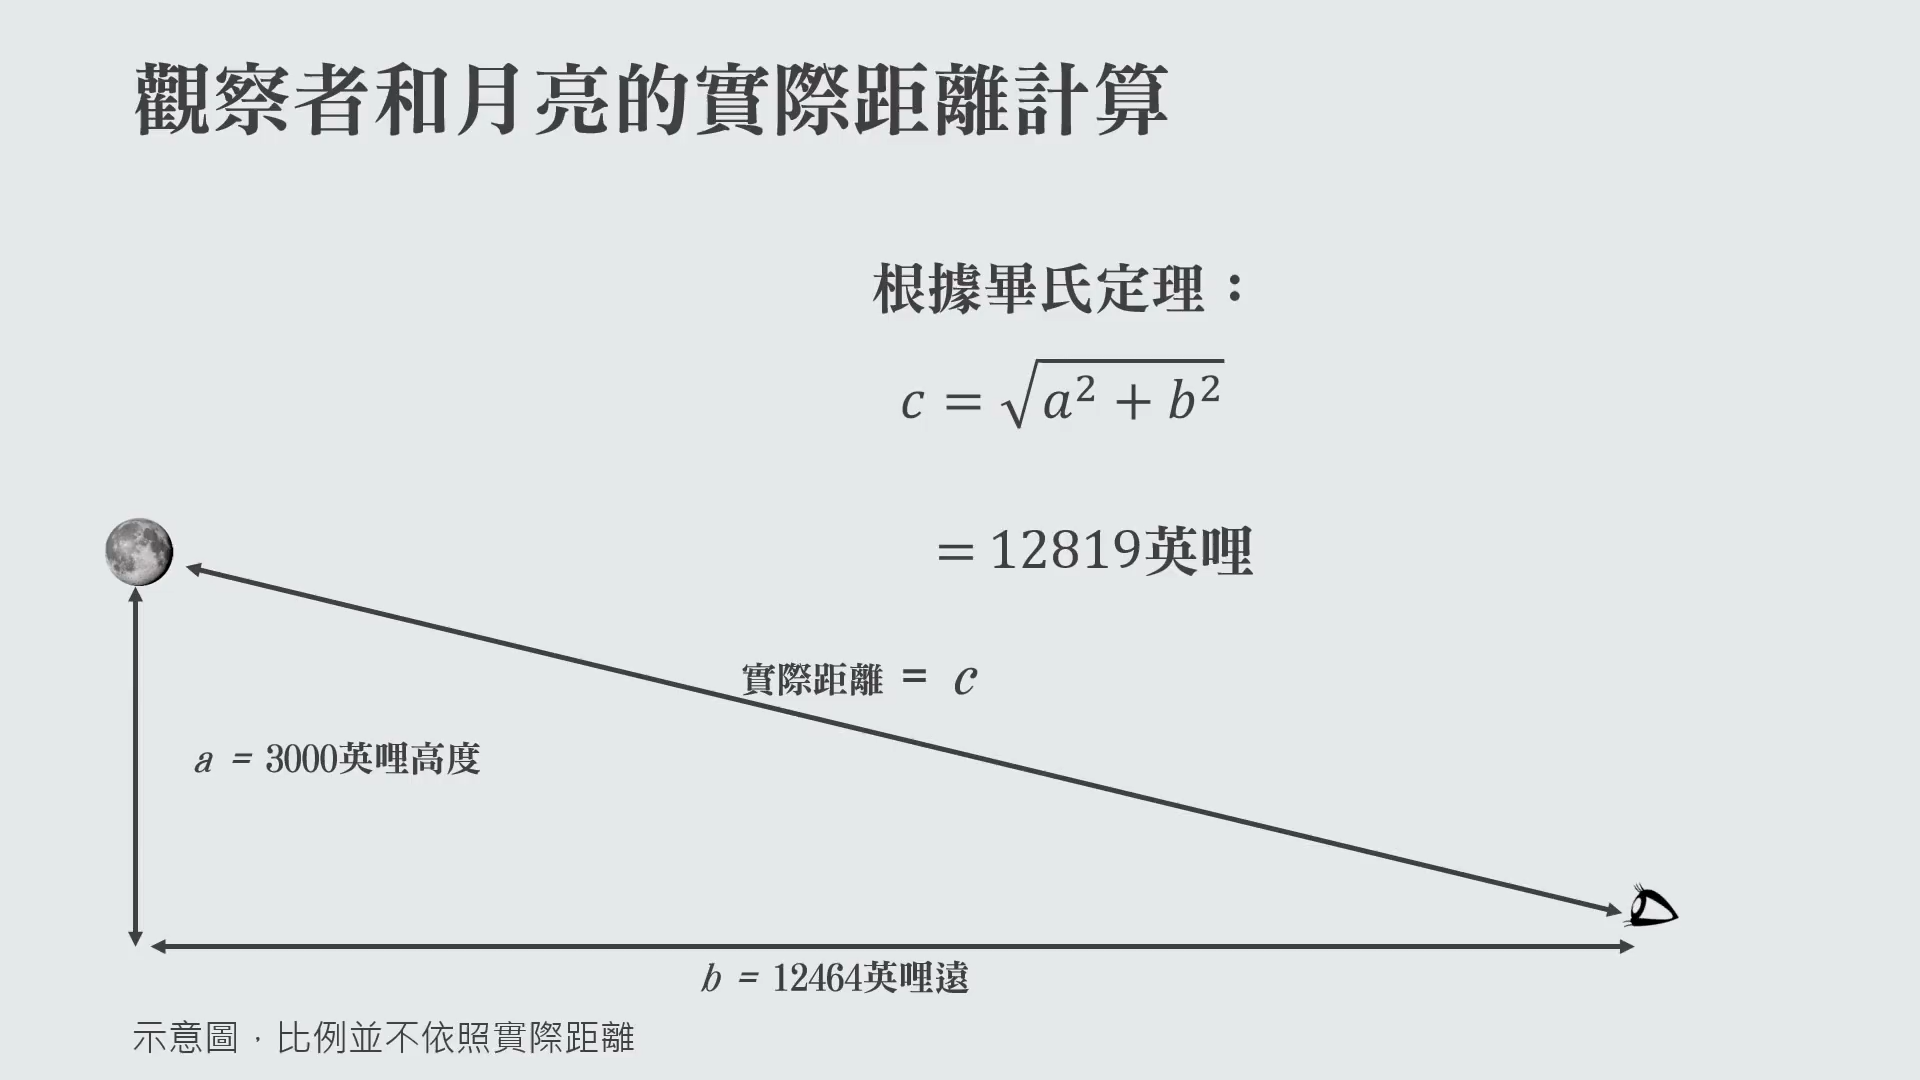 觀察者和月亮的實際距離計算
根據畢氏定理：
c = √a² + b²
= 12819英哩
實際距離 = c
a = 3000英哩高度
b = 12464英哩遠
示意圖，比例並不依照實際距離